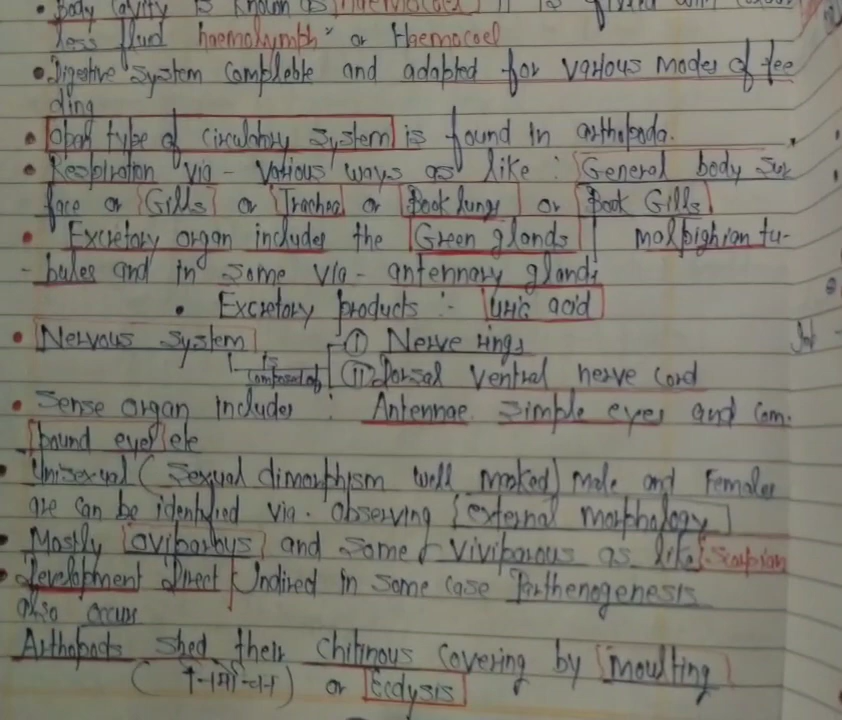 • Body cavity is known as haemocoel. It is filled with colour
less fluid haemolymph" or Haemocoel
• Digestive system complete and adapted for various modes of fee
ding
• Open type of circulatory system is found in arthopoda.
• Respiration via - various ways as like : General body sur
face or Gills or Trachea or Book lungs or Book Gills
• Excretory organ includes the Green glands | malpighian tu-
- bules and in some via - antennary glands
• Excretory products :- Uric acid
• Nervous system (I) Nerve rings
is composed of (II) Dorsal ventral nerve cord
• Sense organ includes : Antennae simple eyes and com.
pound eyes etc
• Unisexual (Sexual dimorphism well marked) male and Females
are can be identified via. observing external morphology
• Mostly oviparous and some viviparous as like Scorpion
• Development Direct | Indirect in some case Parthenogenesis
also occurs
Arthopods shed their chitinous covering by moulting
( ) or Ecdysis